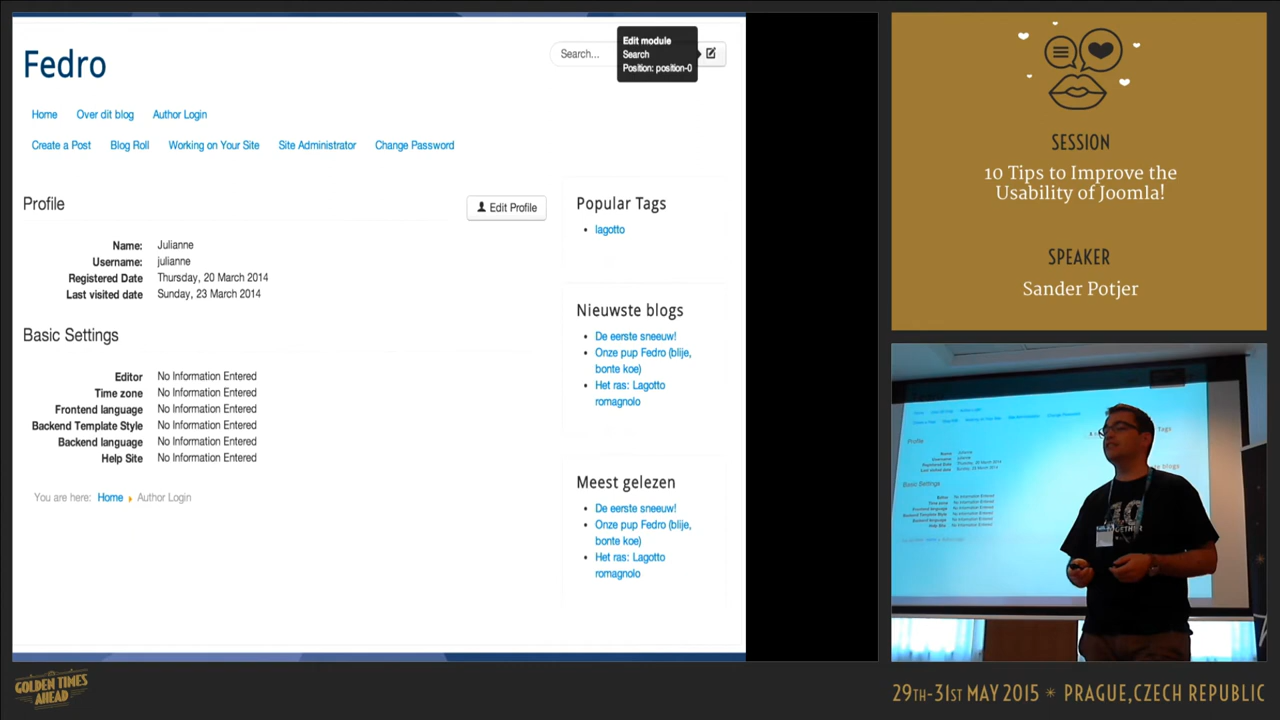 Fedro
Search...
Edit module
Search
Position: position-0
Home Over dit blog Author Login
Create a Post Blog Roll Working on Your Site Site Administrator Change Password
Profile
Edit Profile
Name: Julianne
Username: julianne
Registered Date Thursday, 20 March 2014
Last visited date Sunday, 23 March 2014
Basic Settings
Editor No Information Entered
Time zone No Information Entered
Frontend language No Information Entered
Backend Template Style No Information Entered
Backend language No Information Entered
Help Site No Information Entered
You are here: Home Author Login
Popular Tags
lagotto
Nieuwste blogs
De eerste sneeuw!
Onze pup Fedro (blije,
bonte koe)
Het ras: Lagotto
romagnolo
Meest gelezen
De eerste sneeuw!
Onze pup Fedro (blije,
bonte koe)
Het ras: Lagotto
romagnolo
SESSION
10 Tips to Improve the
Usability of Joomla!
SPEAKER
Sander Potjer
Profile
Basic Settings
GOLDEN TIMES
AHEAD
29TH-31ST MAY 2015 * PRAGUE,CZECH REPUBLIC